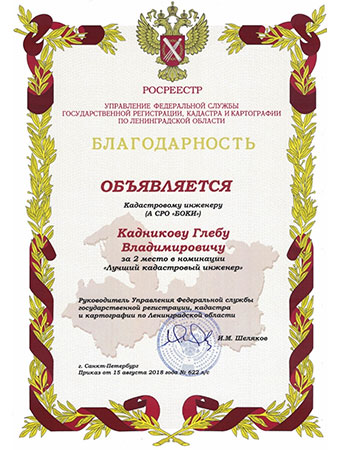 РОСРЕЕСТР
УПРАВЛЕНИЕ ФЕДЕРАЛЬНОЙ СЛУЖБЫ
ГОСУДАРСТВЕННОЙ РЕГИСТРАЦИИ, КАДАСТРА И КАРТОГРАФИИ
ПО ЛЕНИНГРАДСКОЙ ОБЛАСТИ
БЛАГОДАРНОСТЬ
ОБЪЯВЛЯЕТСЯ
Кадастровому инженеру
(А СРО «БОКИ»)
Кадникову Глебу
Владимировичу
за 2 место в номинации
«Лучший кадастровый инженер»
Руководитель Управления Федеральной службы
государственной регистрации, кадастра
и картографии по Ленинградской области
И.М. Шеляков
г. Санкт-Петербург
Приказ от 15 августа 2018 года № 622 л/с